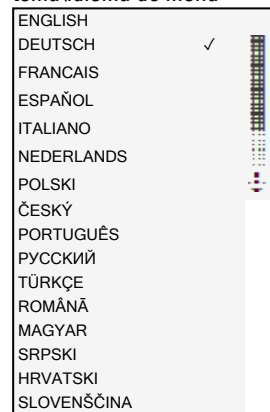 ENGLISH
DEUTSCH ✓
FRANCAIS
ESPAÑOL
ITALIANO
NEDERLANDS
POLSKI
ČESKÝ
PORTUGUÊS
РУССКИЙ
TÜRKÇE
ROMÂNĂ
MAGYAR
SRPSKI
HRVATSKI
SLOVENŠČINA